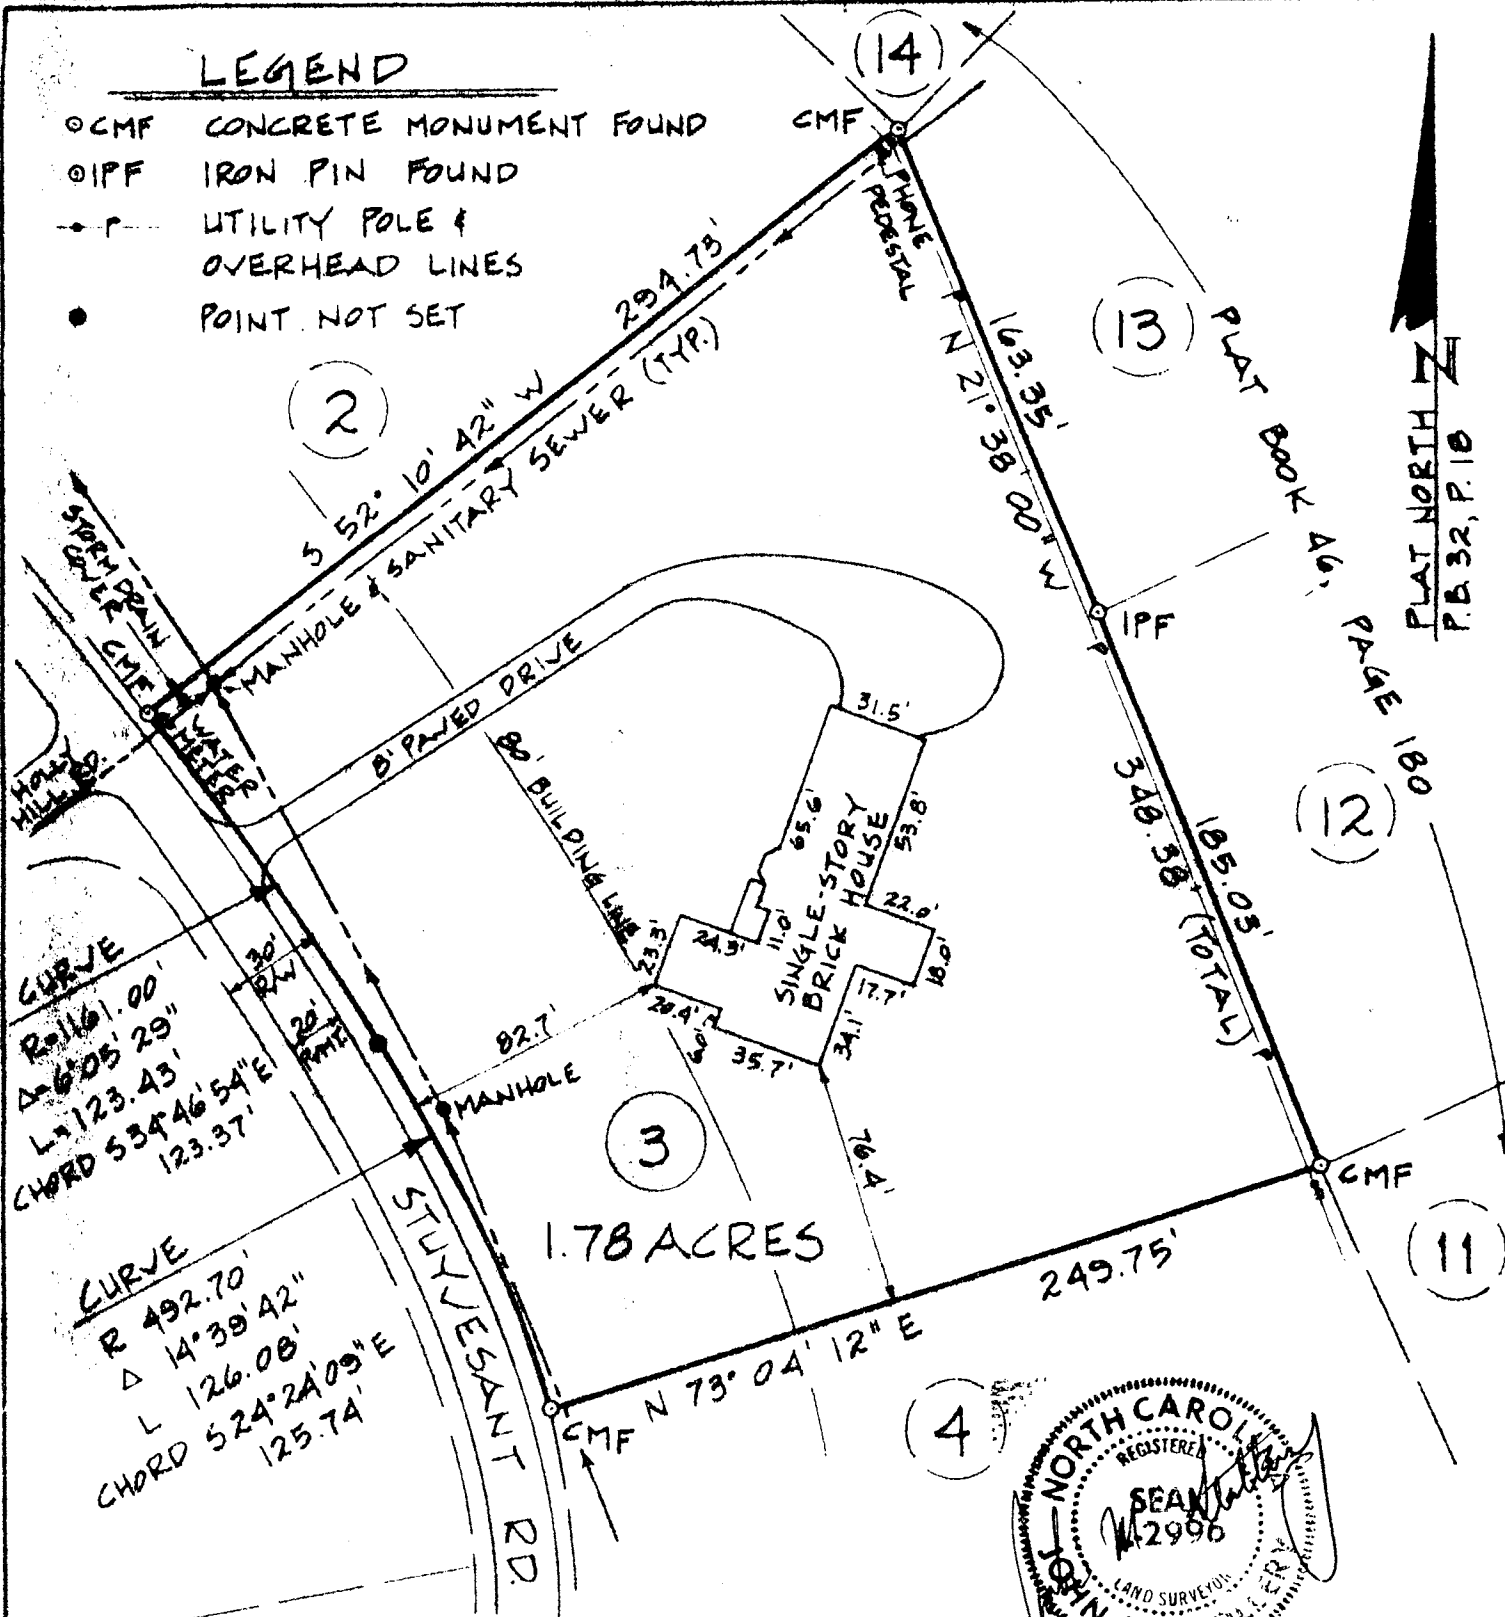 LEGEND
CMF CONCRETE MONUMENT FOUND
IPF IRON PIN FOUND
P UTILITY POLE &
OVERHEAD LINES
POINT NOT SET
14
CMF
PHONE
PEDESTAL
294.73'
S 52° 10' 42" W
MANHOLE & SANITARY SEWER (TYP.)
2
13
163.35'
N 21° 38' 00" W
P
PLAT BOOK 46, PAGE 180
PLAT NORTH
P.B. 32, P. 18
N
STORM DRAIN
COVER
CMF
WATER
METER
HOLLY
HILL RD.
8' PAVED DRIVE
80' BUILDING LINE
IPF
P
12
348.38' (TOTAL)
185.03'
P
31.5'
65.6'
53.8'
SINGLE-STORY
BRICK HOUSE
22.0'
18.0'
17.7'
34.1'
11.0'
24.3'
23.3'
20.4'
6.0'
35.7'
82.7'
MANHOLE
76.4'
30'
R/W
20'
CURVE
R=1161.00'
Δ=6°05'29"
L=123.43'
CHORD S34°46'54"E
123.37'
CURVE
R 492.70'
Δ 14°39'42"
L 126.08'
CHORD S24°24'09"E
125.74'
STUYVESANT RD.
3
1.78 ACRES
CMF
11
249.75'
N 73° 04' 12" E
CMF
4
NORTH CAROL
REGISTERED
SEAL
L-2996
LAND SURVEYOR
JOHN